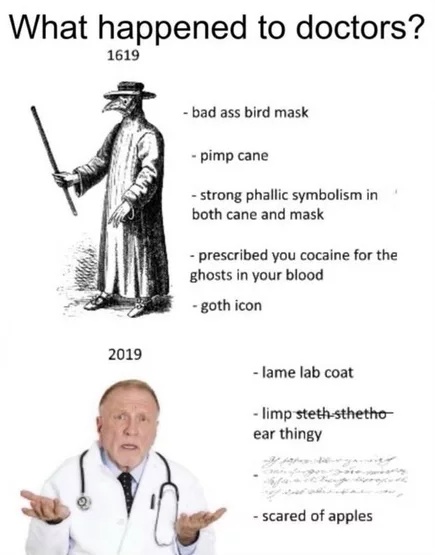 What happened to doctors?
1619
- bad ass bird mask
- pimp cane
- strong phallic symbolism in
both cane and mask
- prescribed you cocaine for the
ghosts in your blood
- goth icon
2019
- lame lab coat
- limp steth sthetho
ear thingy
-
- scared of apples